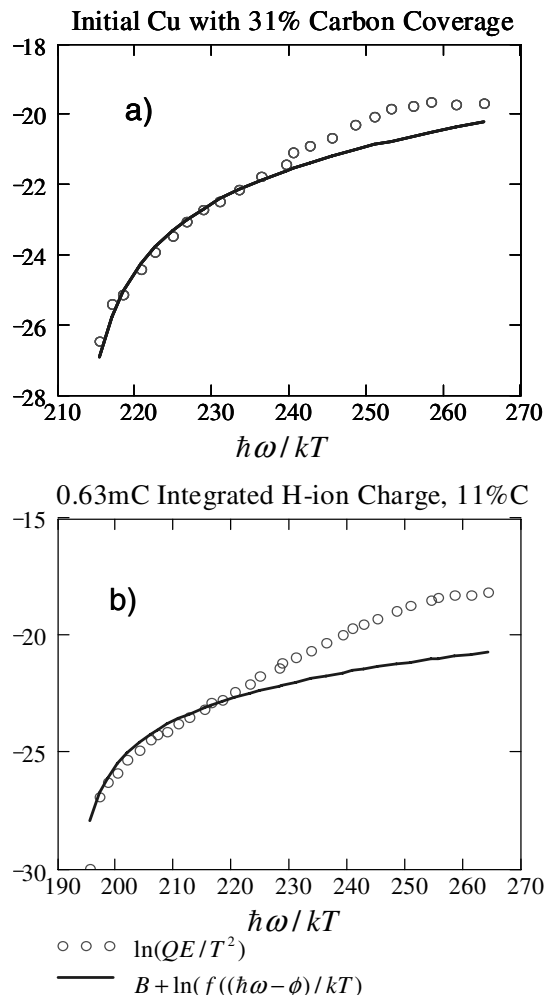 Initial Cu with 31% Carbon Coverage
−18
−20
−22
−24
−26
−28
a)
210 220 230 240 250 260 270
ħω / kT
0.63mC Integrated H-ion Charge, 11%C
−15
−20
−25
−30
b)
190 200 210 220 230 240 250 260 270
ħω / kT
○ ○ ○ ln(QE / T²)
B + ln( f ((ħω − ϕ) / kT)